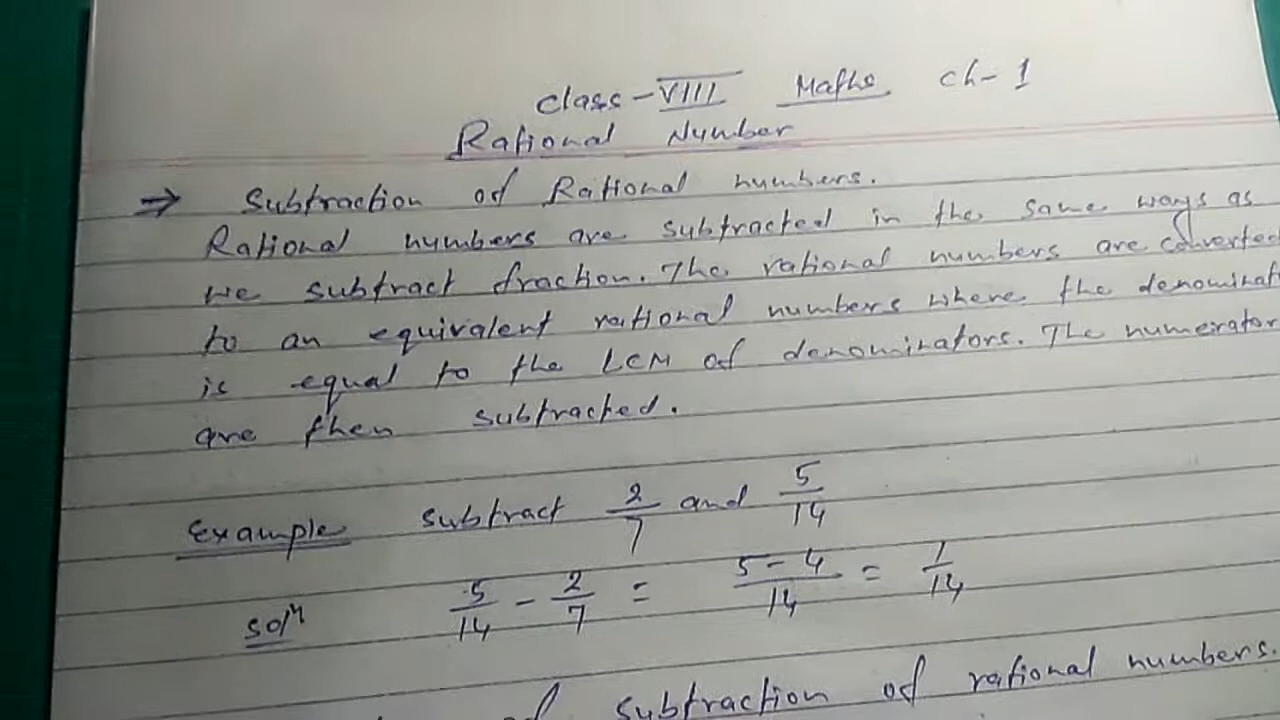 Class-VIII Maths Ch-1
Rational Number
⇒ Subtraction of Rational numbers.
Rational numbers are subtracted in the same ways as
we subtract fraction. The rational numbers are converted
to an equivalent rational numbers where the denominat
is equal to the LCM of denominators. The numerator
are then subtracted.
Example Subtract 2/7 and 5/14
Solⁿ 5/14 - 2/7 = 5-4/14 = 1/14
of subtraction of rational numbers.